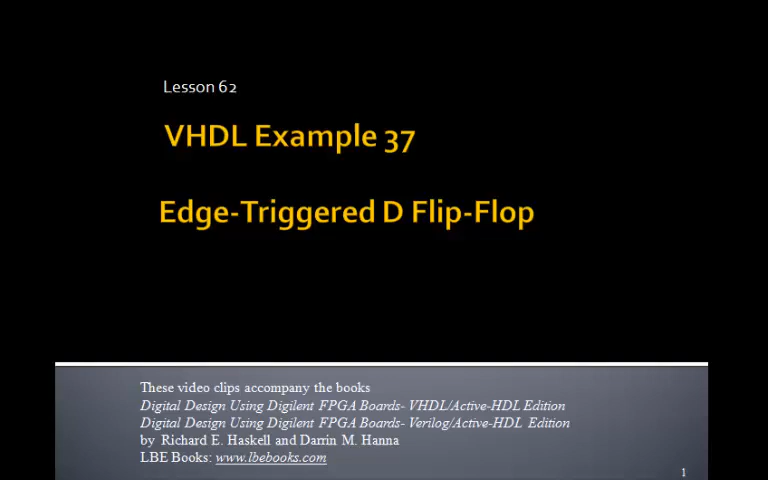 Lesson 62
VHDL Example 37
Edge-Triggered D Flip-Flop
These video clips accompany the books
Digital Design Using Digilent FPGA Boards- VHDL/Active-HDL Edition
Digital Design Using Digilent FPGA Boards- Verilog/Active-HDL Edition
by Richard E. Haskell and Darrin M. Hanna
LBE Books: www.lbebooks.com
1